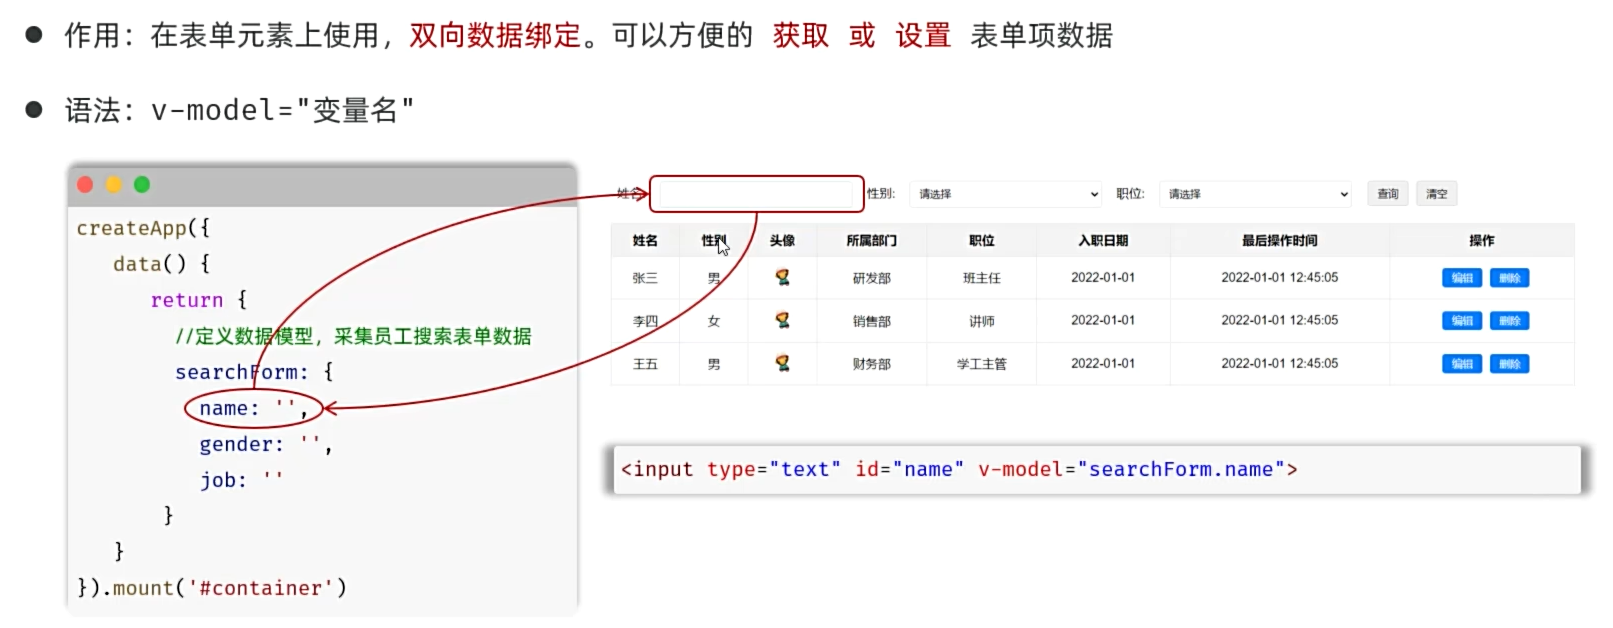 作用：在表单元素上使用，双向数据绑定。可以方便的 获取 或 设置 表单项数据
语法：v-model="变量名"
createApp({
data() {
return {
//定义数据模型，采集员工搜索表单数据
searchForm: {
name: '',
gender: '',
job: ''
}
}
}).mount('#container')
姓名 性别: 请选择 职位: 请选择 查询 清空
姓名 性别 头像 所属部门 职位 入职日期 最后操作时间 操作
张三 男 研发部 班主任 2022-01-01 2022-01-01 12:45:05 编辑 删除
李四 女 销售部 讲师 2022-01-01 2022-01-01 12:45:05 编辑 删除
王五 男 财务部 学工主管 2022-01-01 2022-01-01 12:45:05 编辑 删除
<input type="text" id="name" v-model="searchForm.name">